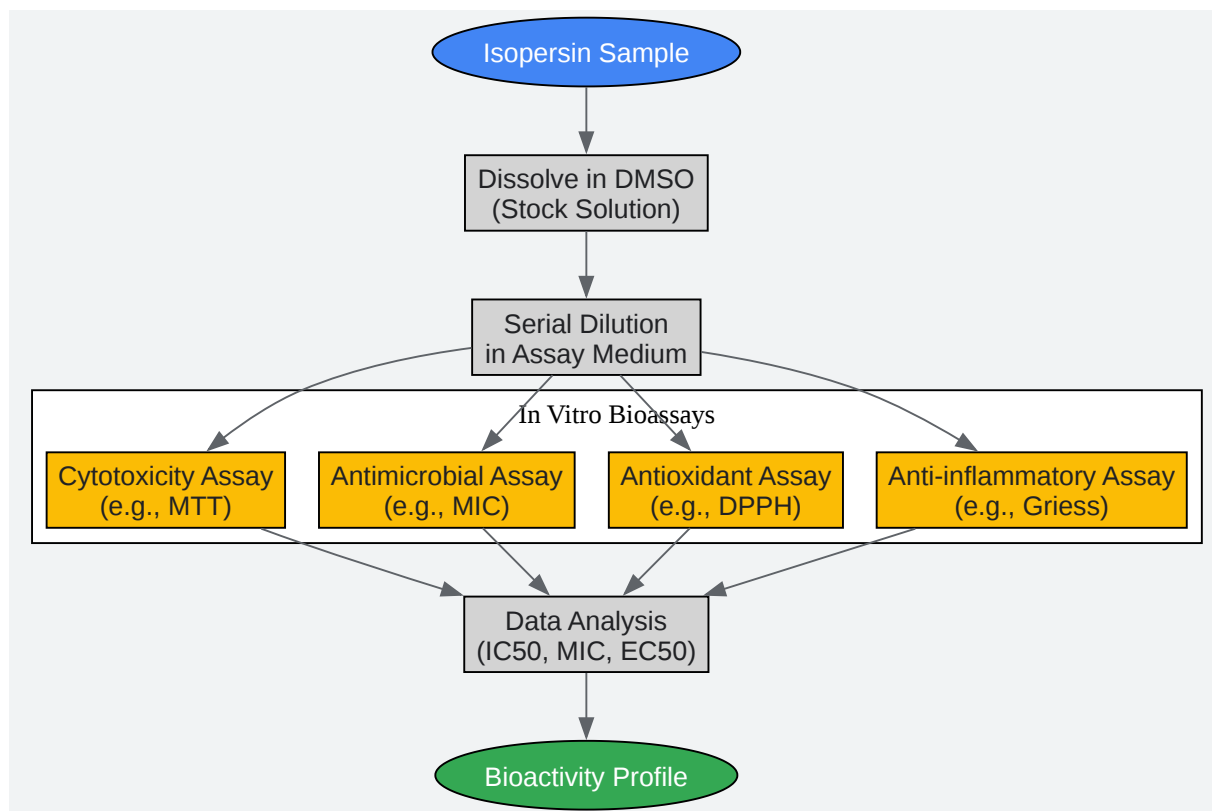 Isopersin Sample
Dissolve in DMSO
(Stock Solution)
Serial Dilution
in Assay Medium
In Vitro Bioassays
Cytotoxicity Assay
(e.g., MTT)
Antimicrobial Assay
(e.g., MIC)
Antioxidant Assay
(e.g., DPPH)
Anti-inflammatory Assay
(e.g., Griess)
Data Analysis
(IC50, MIC, EC50)
Bioactivity Profile